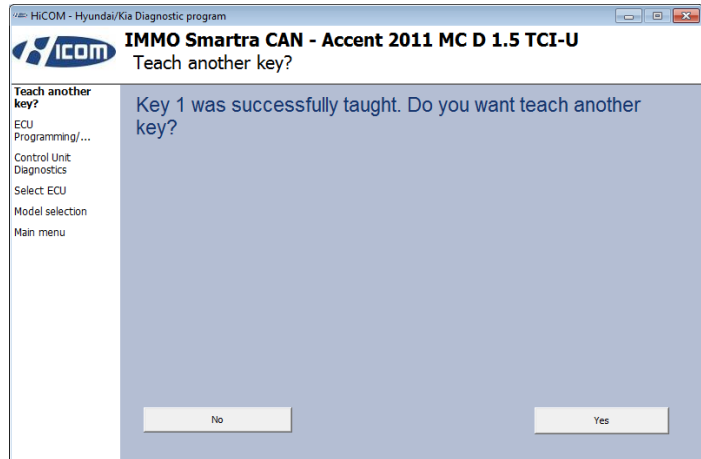 HiCOM - Hyundai/Kia Diagnostic program
HICOM
IMMO Smartra CAN - Accent 2011 MC D 1.5 TCI-U
Teach another key?
Teach another
key?
ECU
Programming/...
Control Unit
Diagnostics
Select ECU
Model selection
Main menu
Key 1 was successfully taught. Do you want teach another
key?
No
Yes